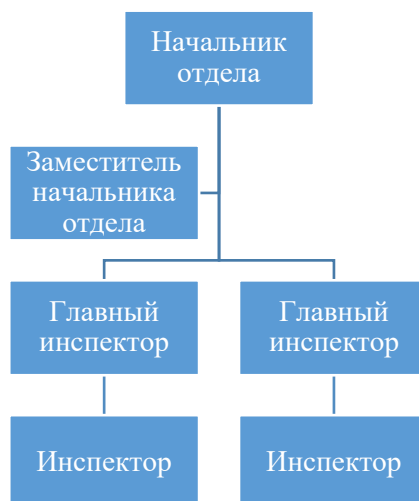 Начальник
отдела
Заместитель
начальника
отдела
Главный
инспектор
Главный
инспектор
Инспектор
Инспектор